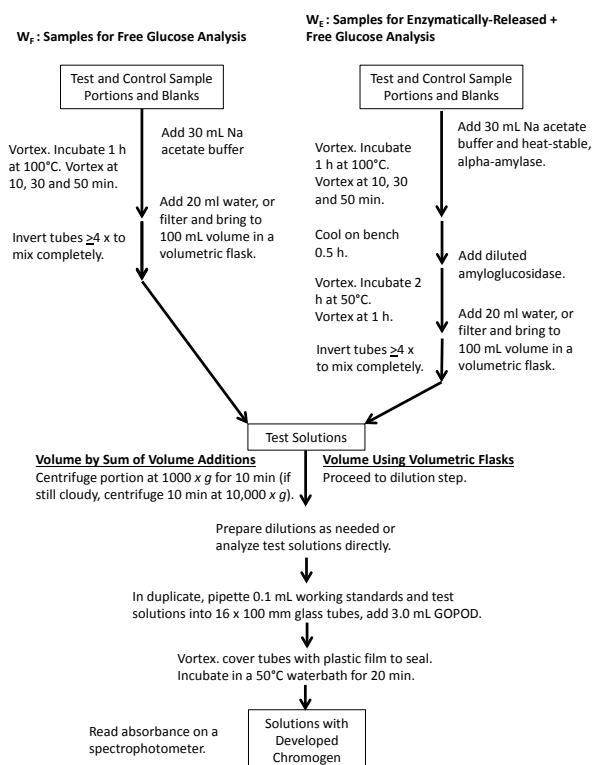 W_F : Samples for Free Glucose Analysis
W_E : Samples for Enzymatically-Released +
Free Glucose Analysis
Test and Control Sample
Portions and Blanks
Vortex. Incubate 1 h
at 100°C. Vortex at
10, 30 and 50 min.
Add 30 mL Na
acetate buffer
Invert tubes ≥4 x to
mix completely.
Add 20 ml water, or
filter and bring to
100 mL volume in a
volumetric flask.
Test and Control Sample
Portions and Blanks
Vortex. Incubate
1 h at 100°C.
Vortex at 10, 30
and 50 min.
Add 30 mL Na acetate
buffer and heat-stable,
alpha-amylase.
Cool on bench
0.5 h.
Add diluted
amyloglucosidase.
Vortex. Incubate 2
h at 50°C.
Vortex at 1 h.
Add 20 ml water, or
filter and bring to
100 mL volume in a
volumetric flask.
Invert tubes ≥4 x
to mix completely.
Test Solutions
Volume by Sum of Volume Additions
Centrifuge portion at 1000 x g for 10 min (if
still cloudy, centrifuge 10 min at 10,000 x g).
Volume Using Volumetric Flasks
Proceed to dilution step.
Prepare dilutions as needed or
analyze test solutions directly.
In duplicate, pipette 0.1 mL working standards and test
solutions into 16 x 100 mm glass tubes, add 3.0 mL GOPOD.
Vortex. cover tubes with plastic film to seal.
Incubate in a 50°C waterbath for 20 min.
Read absorbance on a
spectrophotometer.
Solutions with
Developed
Chromogen